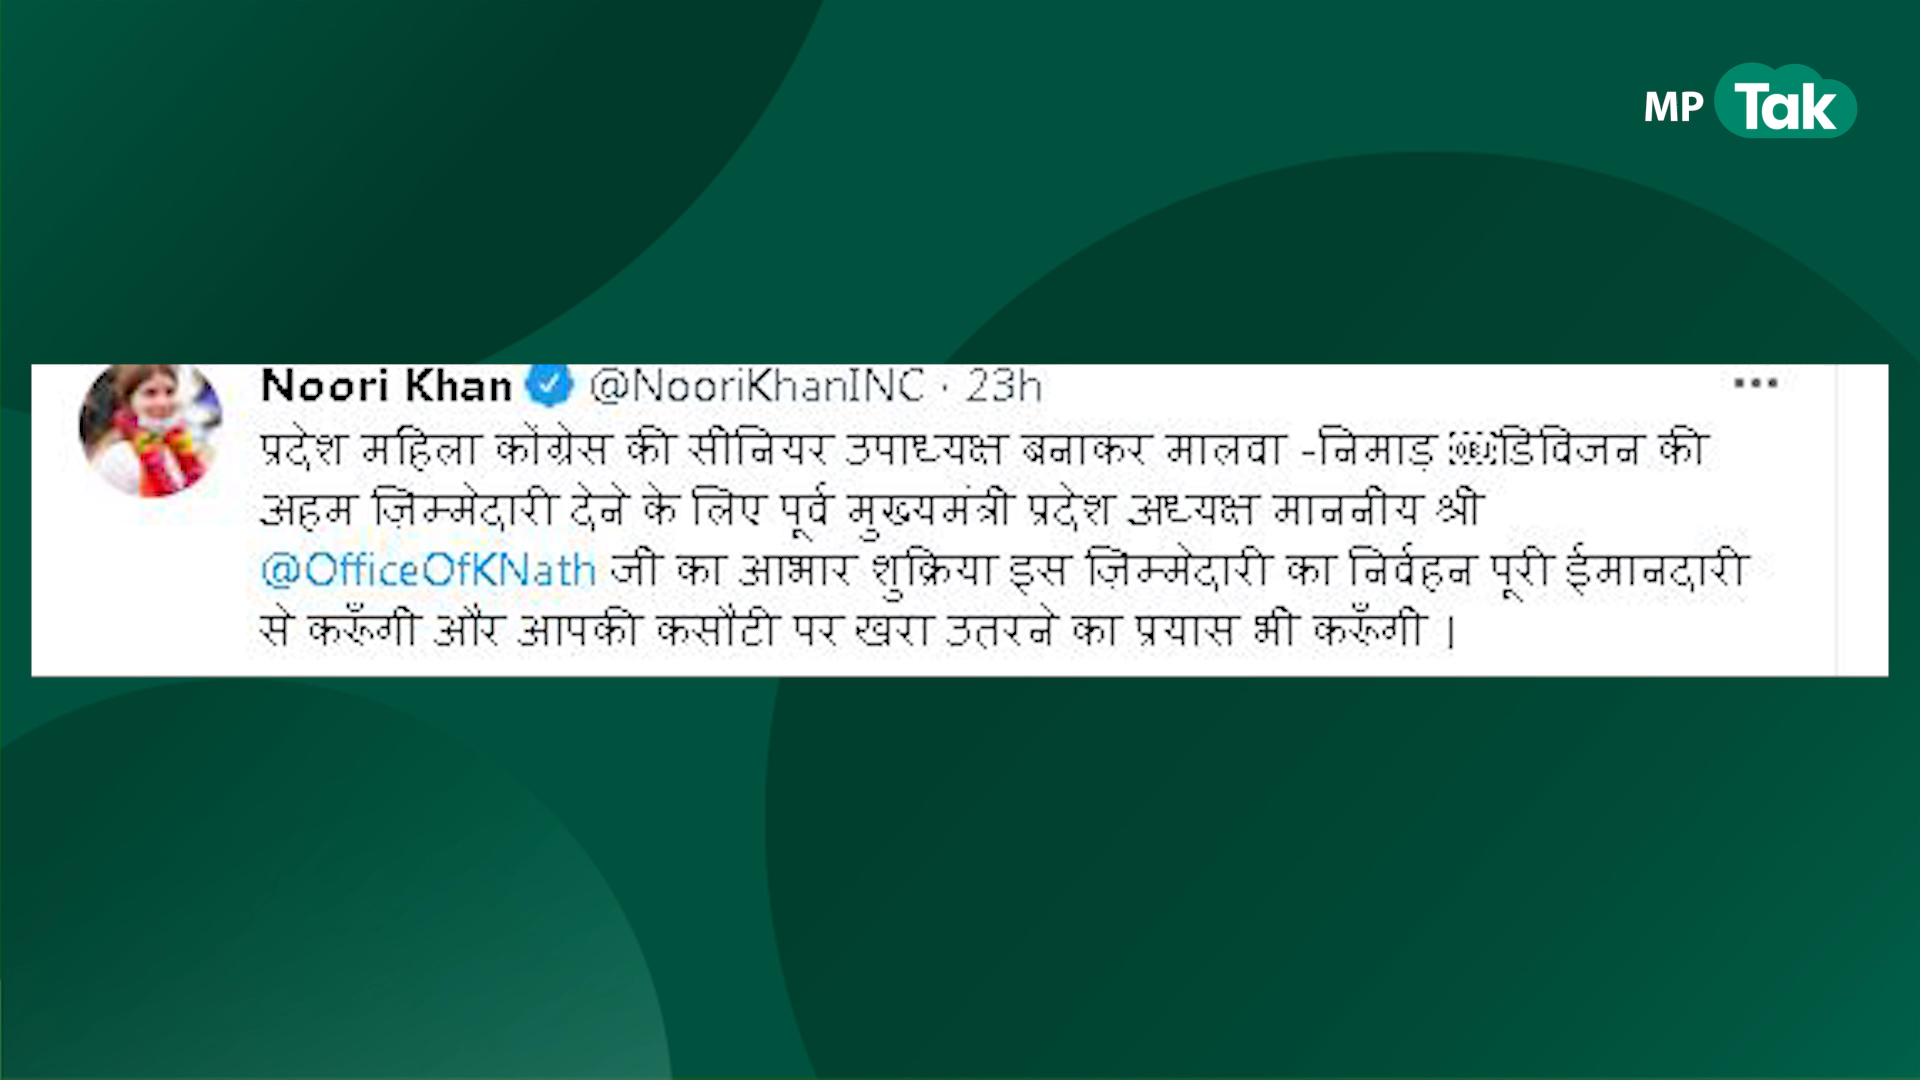 MP Tak
Noori Khan @NooriKhanINC · 23h
प्रदेश महिला कोंग्रेस की सीनियर उपाध्यक्ष बनाकर मालवा -निमाड़ डिविजन की
अहम ज़िम्मेदारी देने के लिए पूर्व मुख्यमंत्री प्रदेश अध्यक्ष माननीय श्री
@OfficeOfKNath जी का आभार शुक्रिया इस ज़िम्मेदारी का निर्वहन पूरी ईमानदारी
से करूँगी और आपकी कसौटी पर खरा उतरने का प्रयास भी करूँगी ।